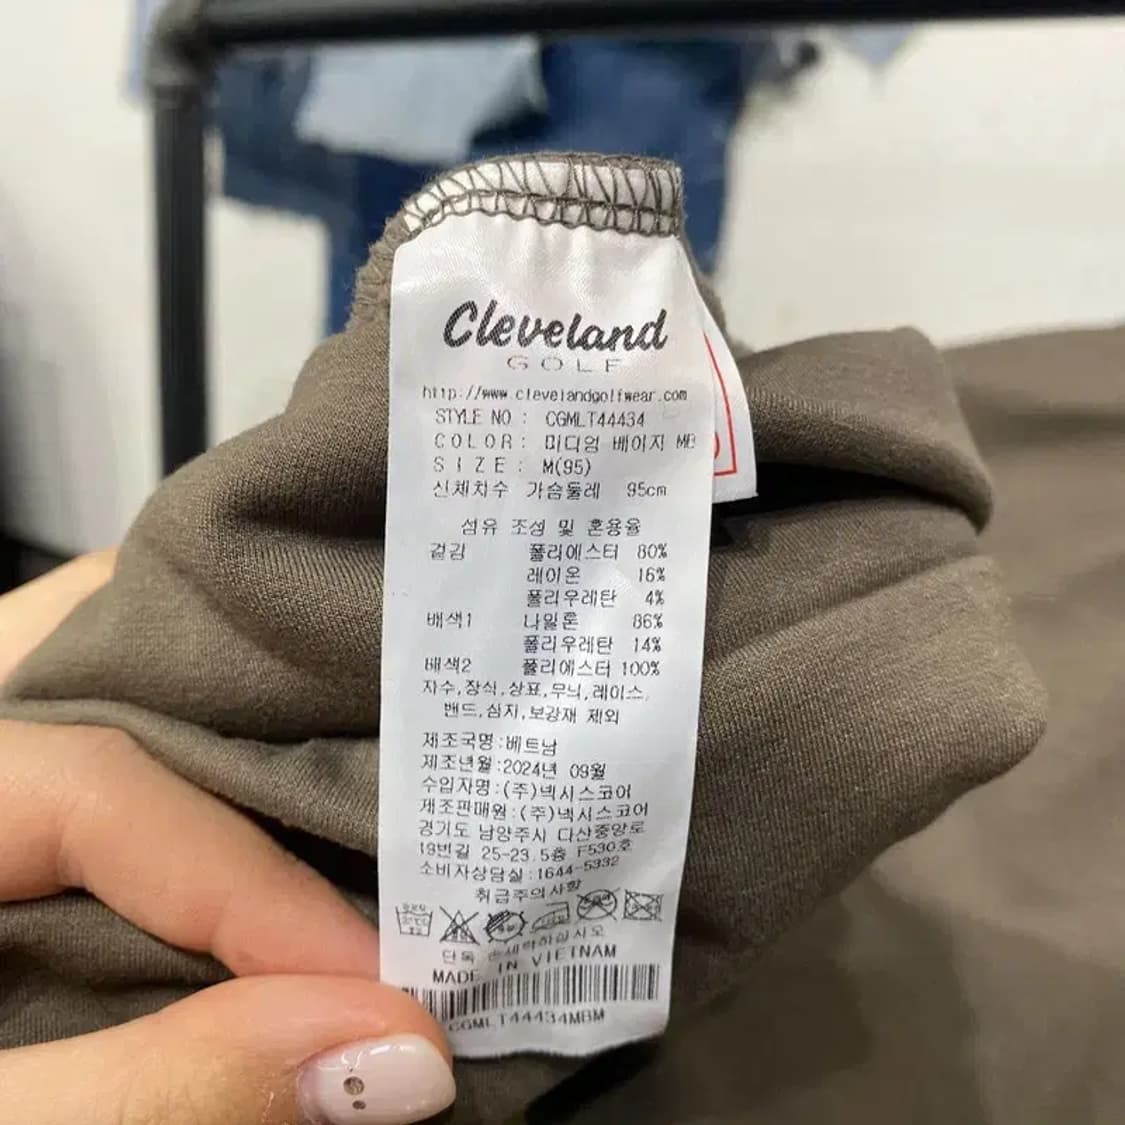 Cleveland
GOLF
http://www.clevelandgolfwear.com
STYLE NO : CGMLT44434
COLOR : 미디엄 베이지 MB
SIZE : M(95)
신체치수 가슴둘레 95cm
섬유 조성 및 혼용율
겉감 폴리에스터 80%
레이온 16%
폴리우레탄 4%
배색1 나일론 86%
폴리우레탄 14%
배색2 폴리에스터 100%
자수,장식,상표,무늬,레이스,
밴드,심지,보강재 제외
제조국명:베트남
제조년월:2024년 09월
수입자명:(주)넥시스코어
제조판매원:(주)넥시스코어
경기도 남양주시 다산중앙로
19번길 25-23.5층 F530호
소비자상담실:1644-5332
취급주의사항
단독 손세탁하십시오
MADE IN VIETNAM
CGMLT44434MBM